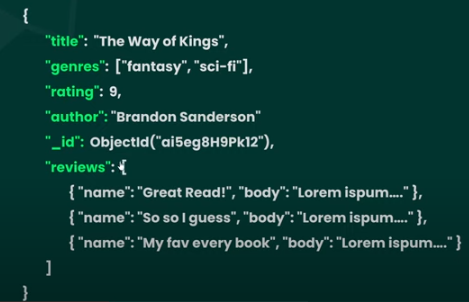 {
"title": "The Way of Kings",
"genres": ["fantasy", "sci-fi"],
"rating": 9,
"author": "Brandon Sanderson"
"_id": ObjectId("ai5eg8H9Pk12"),
"reviews": [
{ "name": "Great Read!", "body": "Lorem ispum...." },
{ "name": "So so I guess", "body": "Lorem ispum...." },
{ "name": "My fav every book", "body": "Lorem ispum...." }
]
}